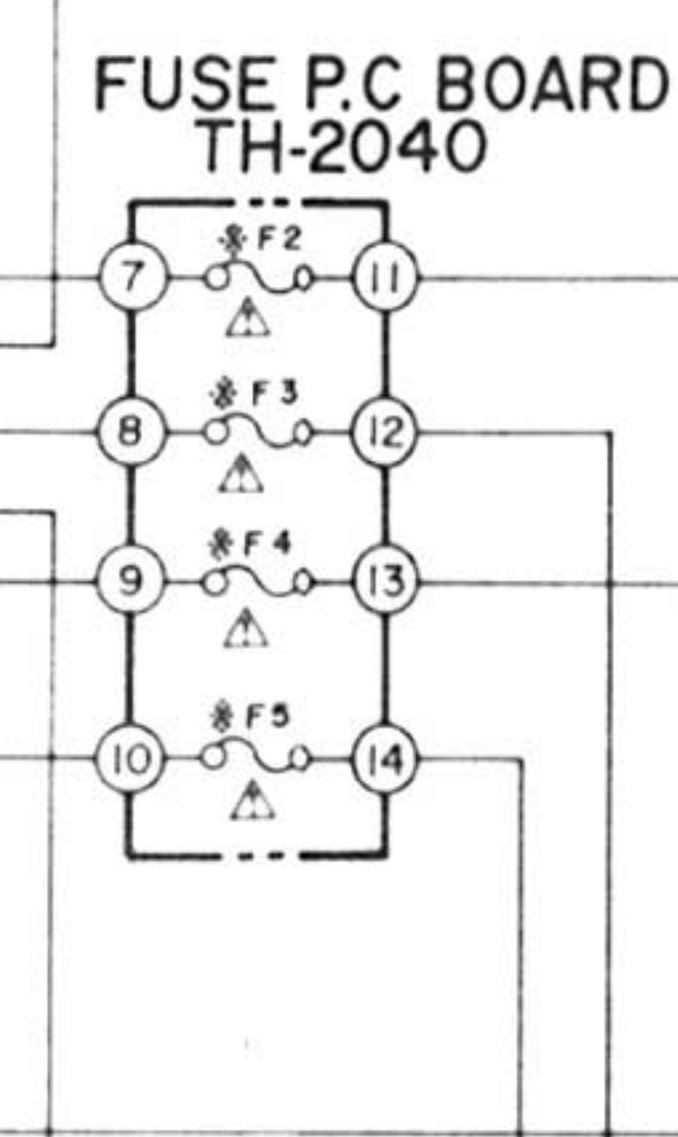 FUSE P.C BOARD
TH-2040
※ F2
7 11
※ F3
8 12
※ F4
9 13
※ F5
10 14